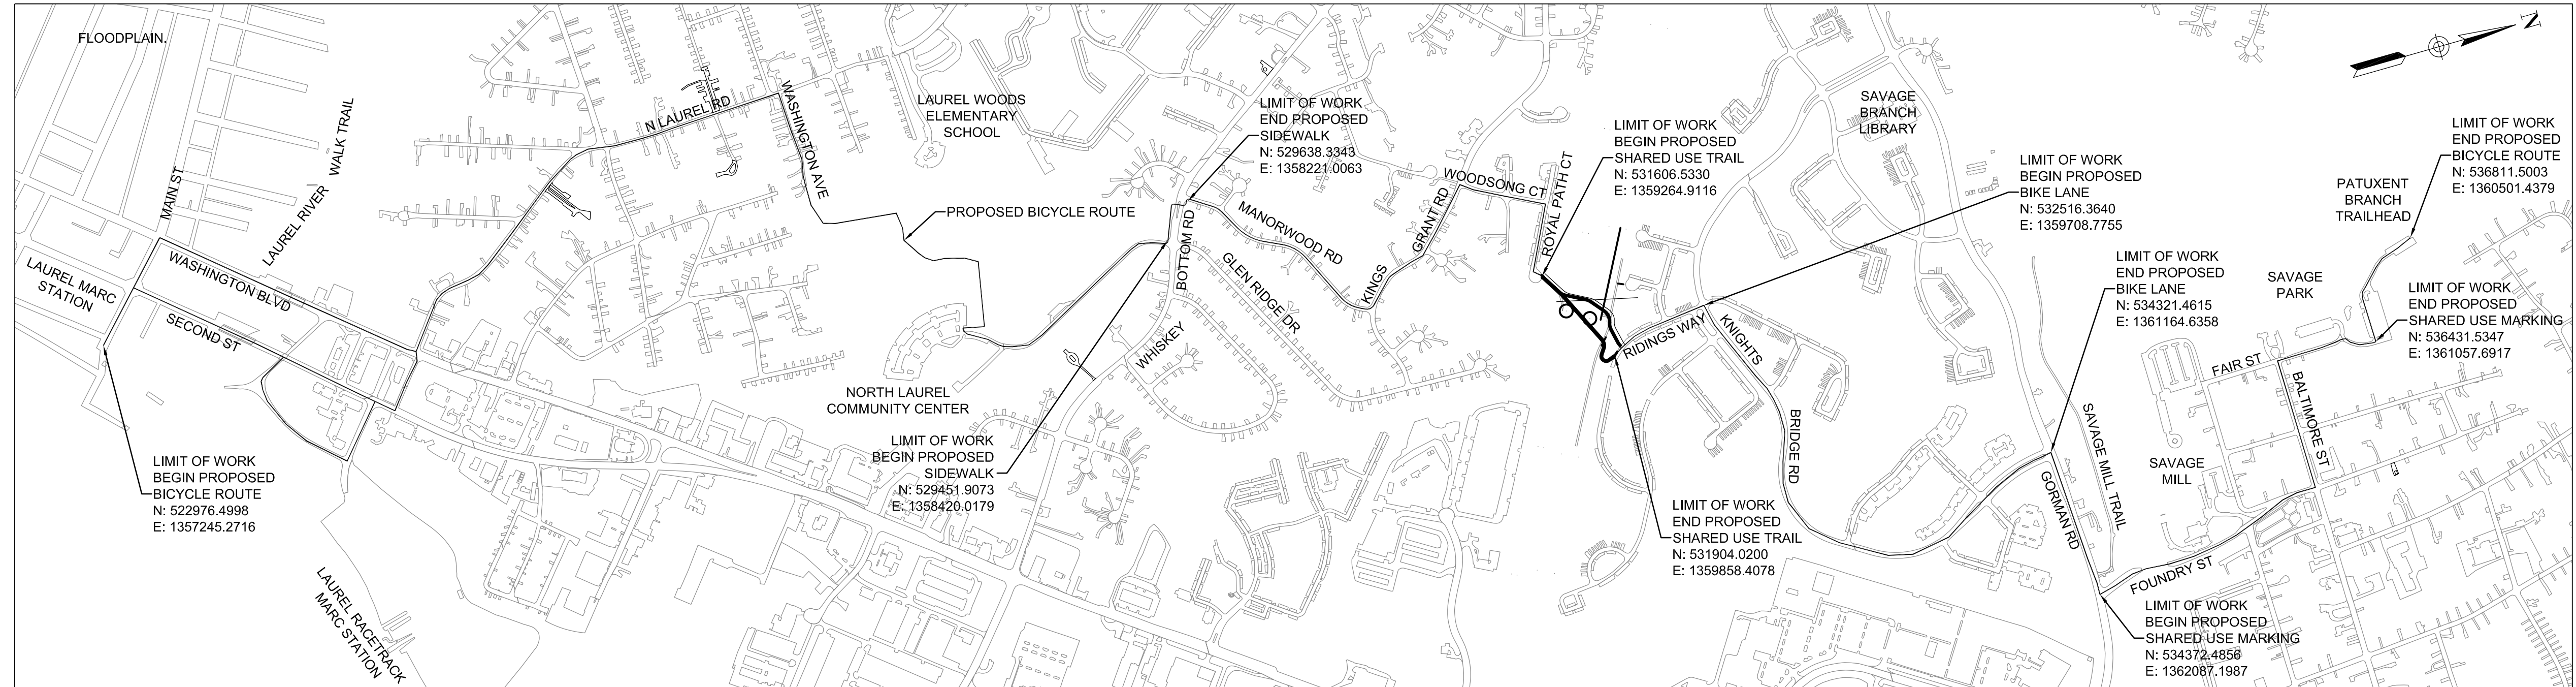 FLOODPLAIN.
MAIN ST
LAUREL RIVER WALK TRAIL
N LAUREL RD
WASHINGTON AVE
LAUREL WOODS
ELEMENTARY
SCHOOL
LIMIT OF WORK
END PROPOSED
SIDEWALK
N: 529638.3343
E: 1358221.0063
PROPOSED BICYCLE ROUTE
LAUREL MARC
STATION
WASHINGTON BLVD
SECOND ST
LIMIT OF WORK
BEGIN PROPOSED
BICYCLE ROUTE
N: 522976.4998
E: 1357245.2716
LAUREL RACETRACK
MARC STATION
NORTH LAUREL
COMMUNITY CENTER
LIMIT OF WORK
BEGIN PROPOSED
SIDEWALK
N: 529451.9073
E: 1358420.0179
WHISKEY
BOTTOM RD
GLEN RIDGE DR
MANORWOOD RD
KINGS
GRANT RD
WOODSONG CT
ROYAL PATH CT
LIMIT OF WORK
BEGIN PROPOSED
SHARED USE TRAIL
N: 531606.5330
E: 1359264.9116
SAVAGE
BRANCH
LIBRARY
LIMIT OF WORK
BEGIN PROPOSED
BIKE LANE
N: 532516.3640
E: 1359708.7755
RIDINGS WAY
KNIGHTS
BRIDGE RD
LIMIT OF WORK
END PROPOSED
SHARED USE TRAIL
N: 531904.0200
E: 1359858.4078
LIMIT OF WORK
END PROPOSED
BIKE LANE
N: 534321.4615
E: 1361164.6358
GORMAN RD
SAVAGE MILL TRAIL
SAVAGE
MILL
FOUNDRY ST
LIMIT OF WORK
BEGIN PROPOSED
SHARED USE MARKING
N: 534372.4856
E: 1362087.1987
FAIR ST
BALTIMORE ST
SAVAGE
PARK
PATUXENT
BRANCH
TRAILHEAD
LIMIT OF WORK
END PROPOSED
BICYCLE ROUTE
N: 536811.5003
E: 1360501.4379
LIMIT OF WORK
END PROPOSED
SHARED USE MARKING
N: 536431.5347
E: 1361057.6917
N